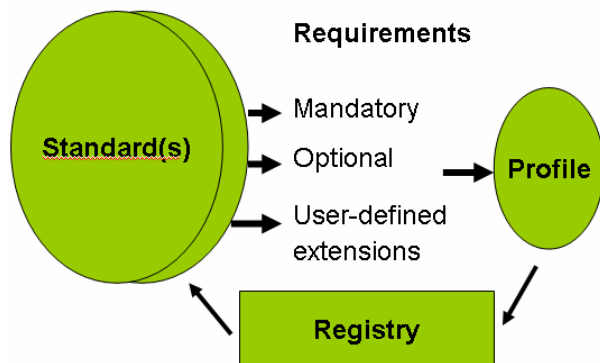 Requirements
Mandatory
Standard(s)
Optional
Profile
User-defined
extensions
Registry